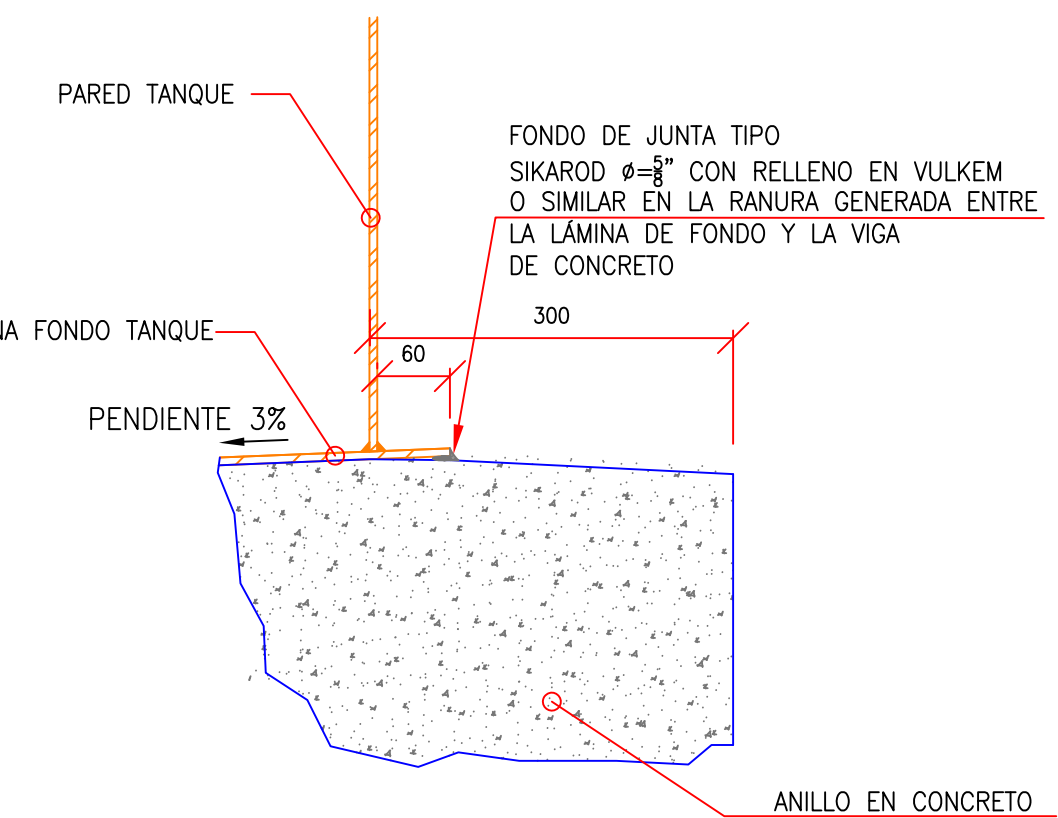 PARED TANQUE
FONDO DE JUNTA TIPO
SIKAROD Ø=5/8" CON RELLENO EN VULKEM
O SIMILAR EN LA RANURA GENERADA ENTRE
LA LÁMINA DE FONDO Y LA VIGA
DE CONCRETO
300
NA FONDO TANQUE
60
PENDIENTE 3%
ANILLO EN CONCRETO